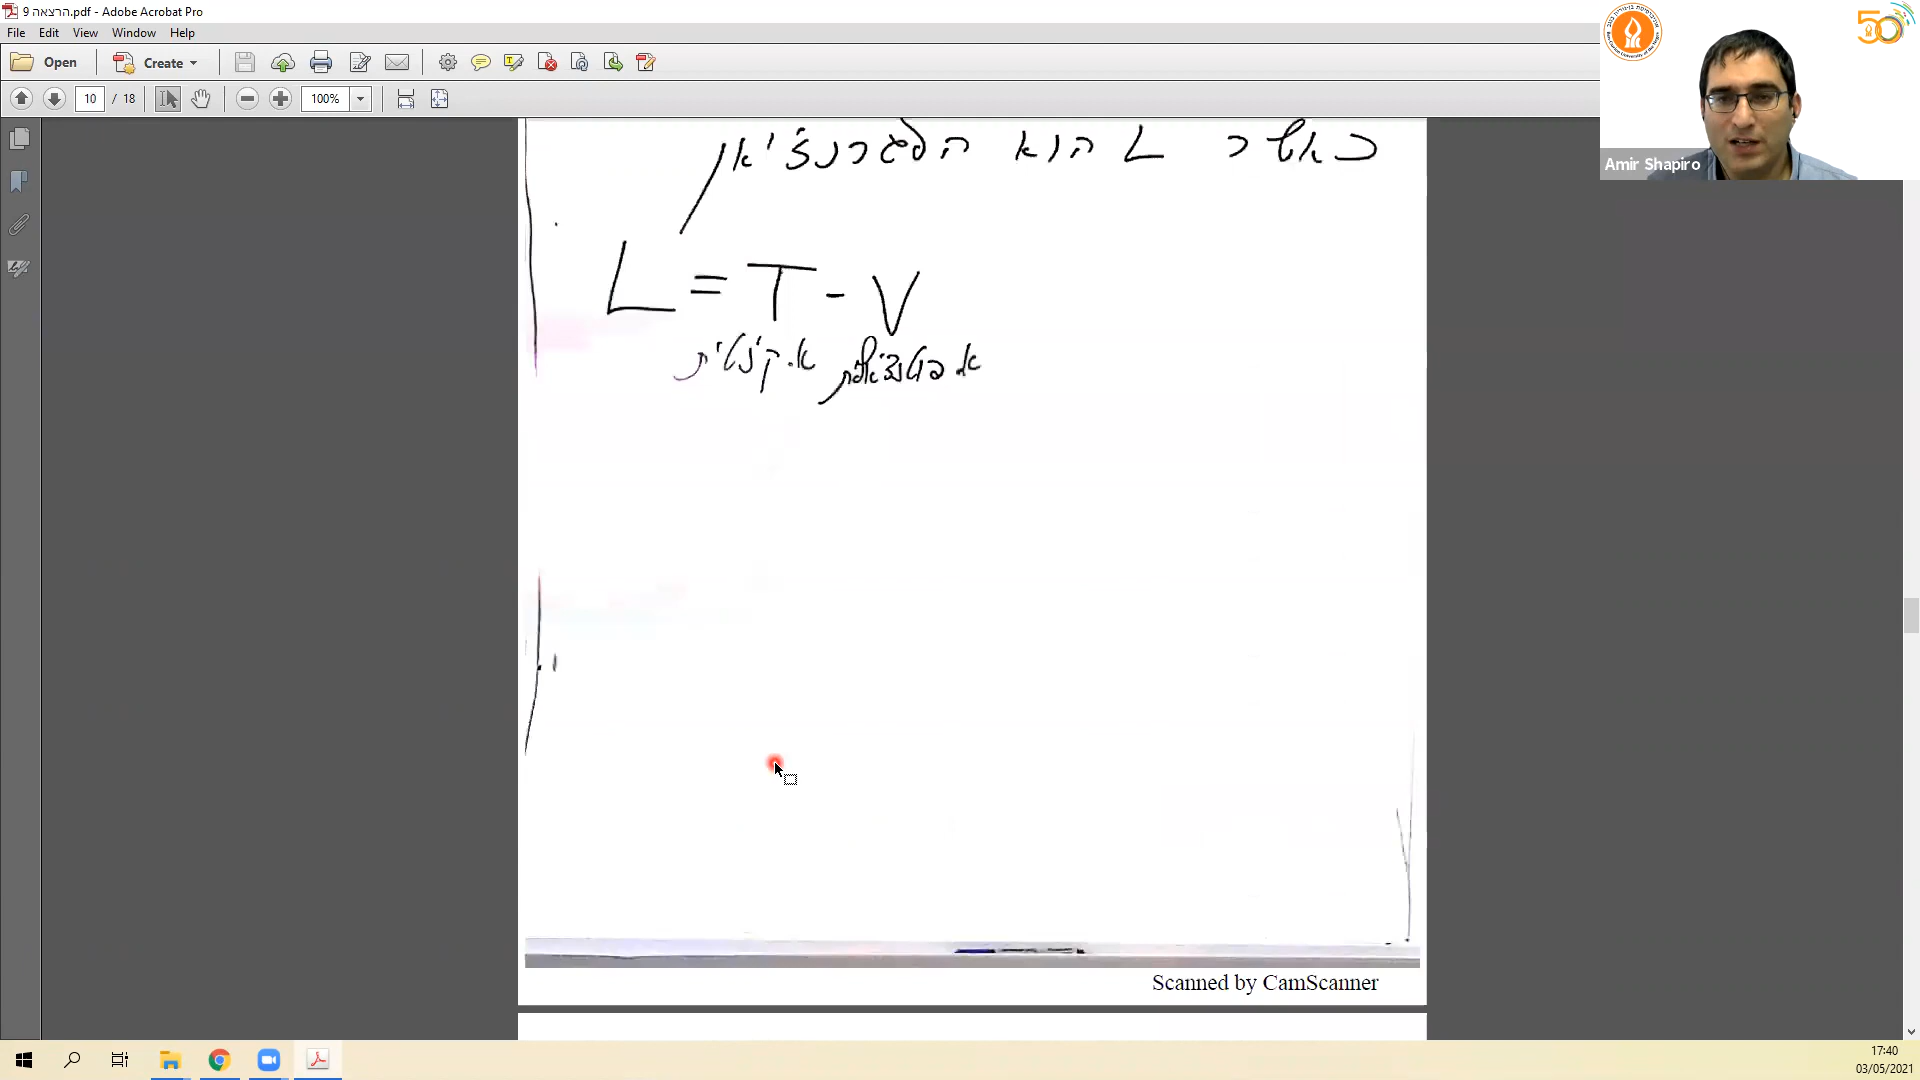 הרצאה 9.pdf - Adobe Acrobat Pro
File Edit View Window Help
Open Create
10 / 18 100%
Amir Shapiro
50
כאשר L הוא הלגרנז'יאן
L = T - V
א. קינטית א. פוטנציאלית
Scanned by CamScanner
17:40
03/05/2021